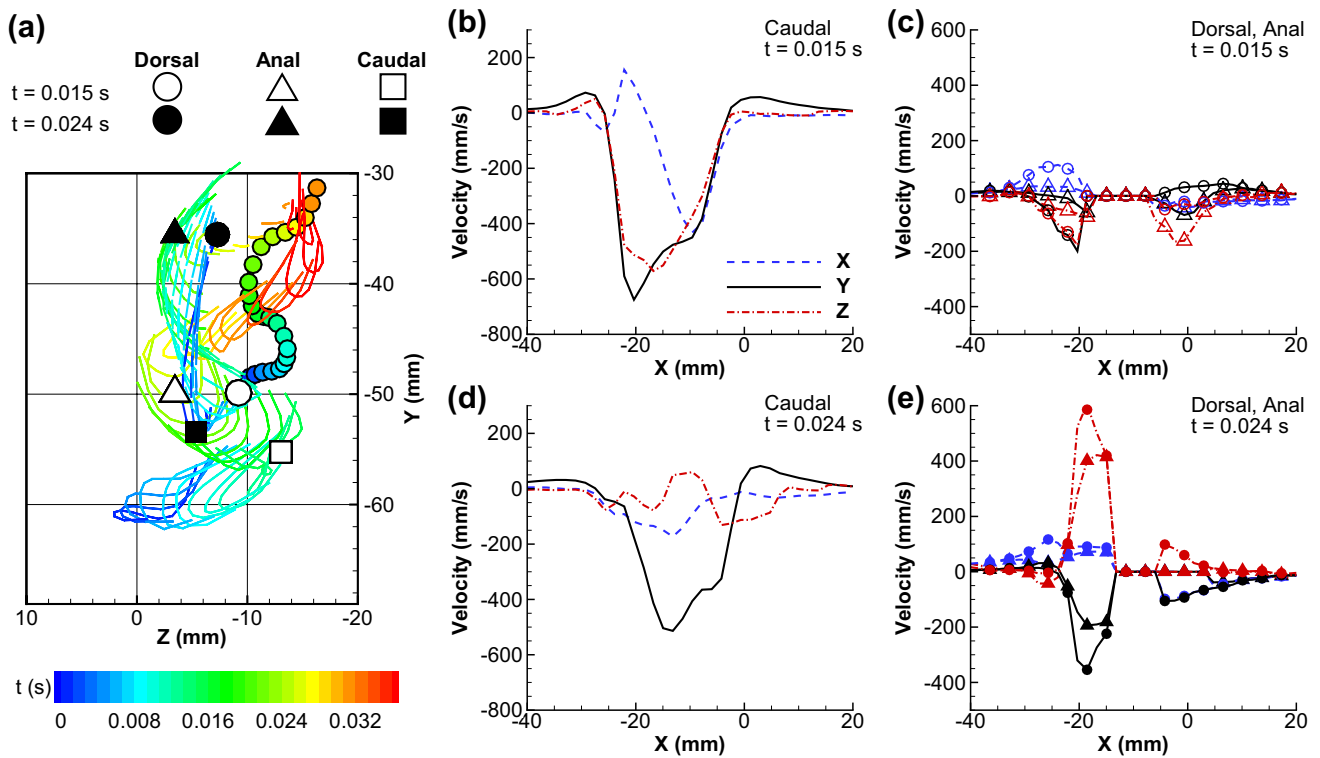 (a)
Dorsal Anal Caudal
t = 0.015 s
t = 0.024 s
-30
-40
-50
-60
Y (mm)
10 0 -10 -20
Z (mm)
t (s)
0 0.008 0.016 0.024 0.032
(b)
Caudal
t = 0.015 s
200
0
-200
-400
-600
-800
Velocity (mm/s)
X
Y
Z
-40 -20 0 20
X (mm)
(c)
Dorsal, Anal
t = 0.015 s
600
400
200
0
-200
-400
Velocity (mm/s)
-40 -20 0 20
X (mm)
(d)
Caudal
t = 0.024 s
200
0
-200
-400
-600
-800
Velocity (mm/s)
-40 -20 0 20
X (mm)
(e)
Dorsal, Anal
t = 0.024 s
600
400
200
0
-200
-400
Velocity (mm/s)
-40 -20 0 20
X (mm)